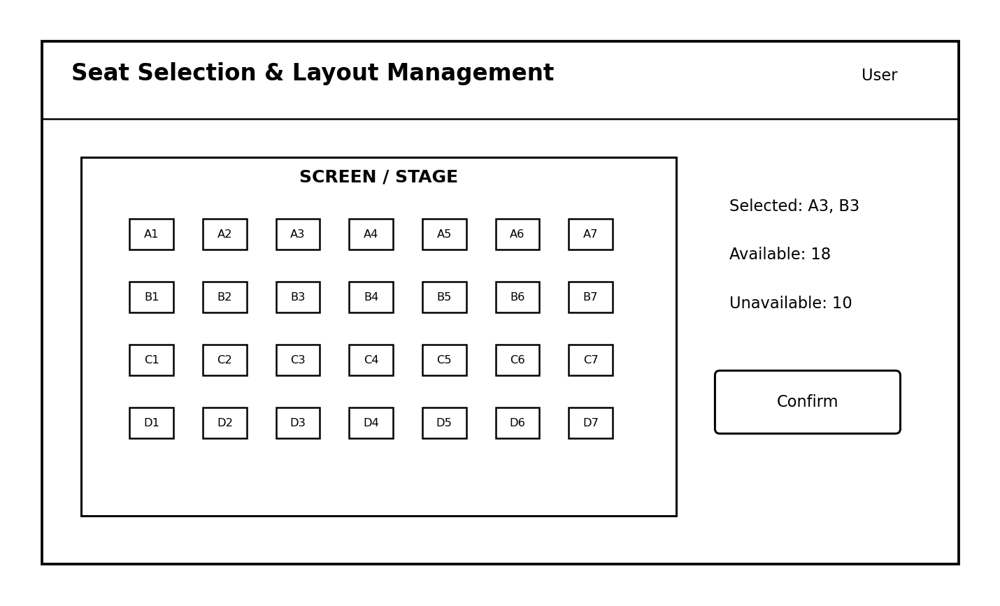 Seat Selection & Layout Management
User
SCREEN / STAGE
A1 A2 A3 A4 A5 A6 A7
B1 B2 B3 B4 B5 B6 B7
C1 C2 C3 C4 C5 C6 C7
D1 D2 D3 D4 D5 D6 D7
Selected: A3, B3
Available: 18
Unavailable: 10
Confirm